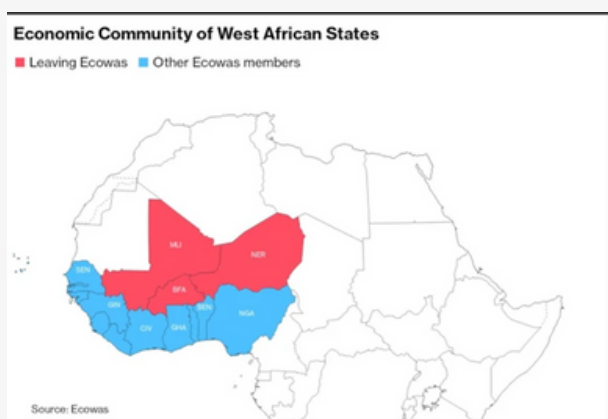 Economic Community of West African States
Leaving Ecowas Other Ecowas members
MLI
NER
SEN
BFA
GIN
BEN
NGA
CIV
GHA
Source: Ecowas